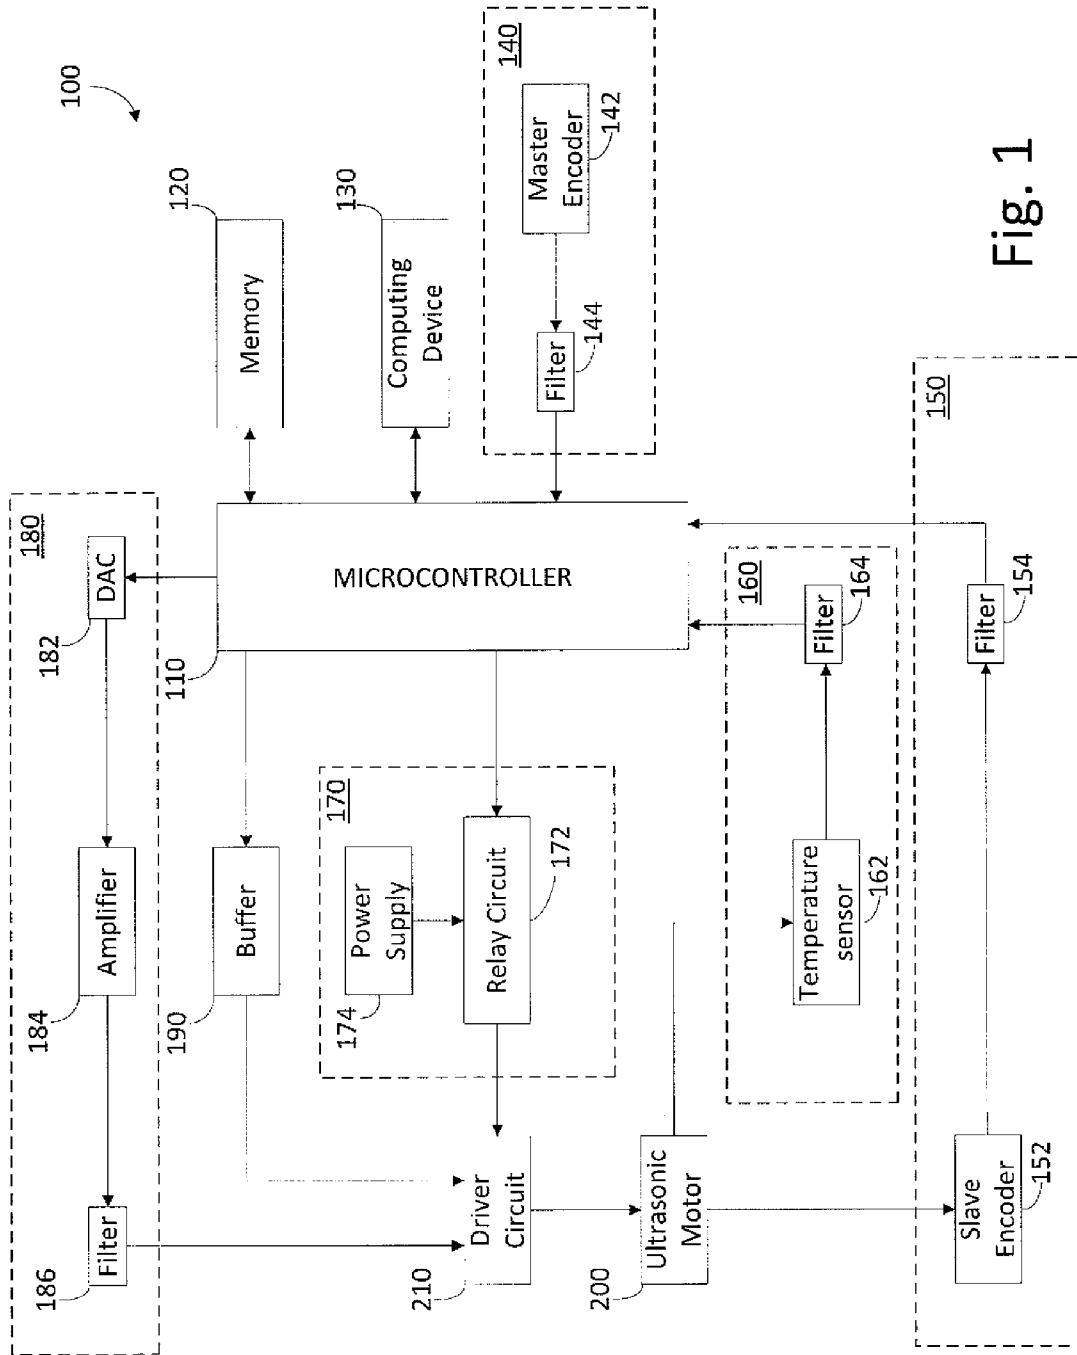 100
180
DAC
182
Amplifier
184
Filter
186
Memory
120
Computing
Device
130
140
Master
Encoder
142
Filter
144
MICROCONTROLLER
110
Buffer
190
170
Power
Supply
174
Relay Circuit
172
Driver
Circuit
210
Ultrasonic
Motor
200
160
Filter
164
Temperature
sensor
162
150
Filter
154
Slave
Encoder
152
Fig. 1